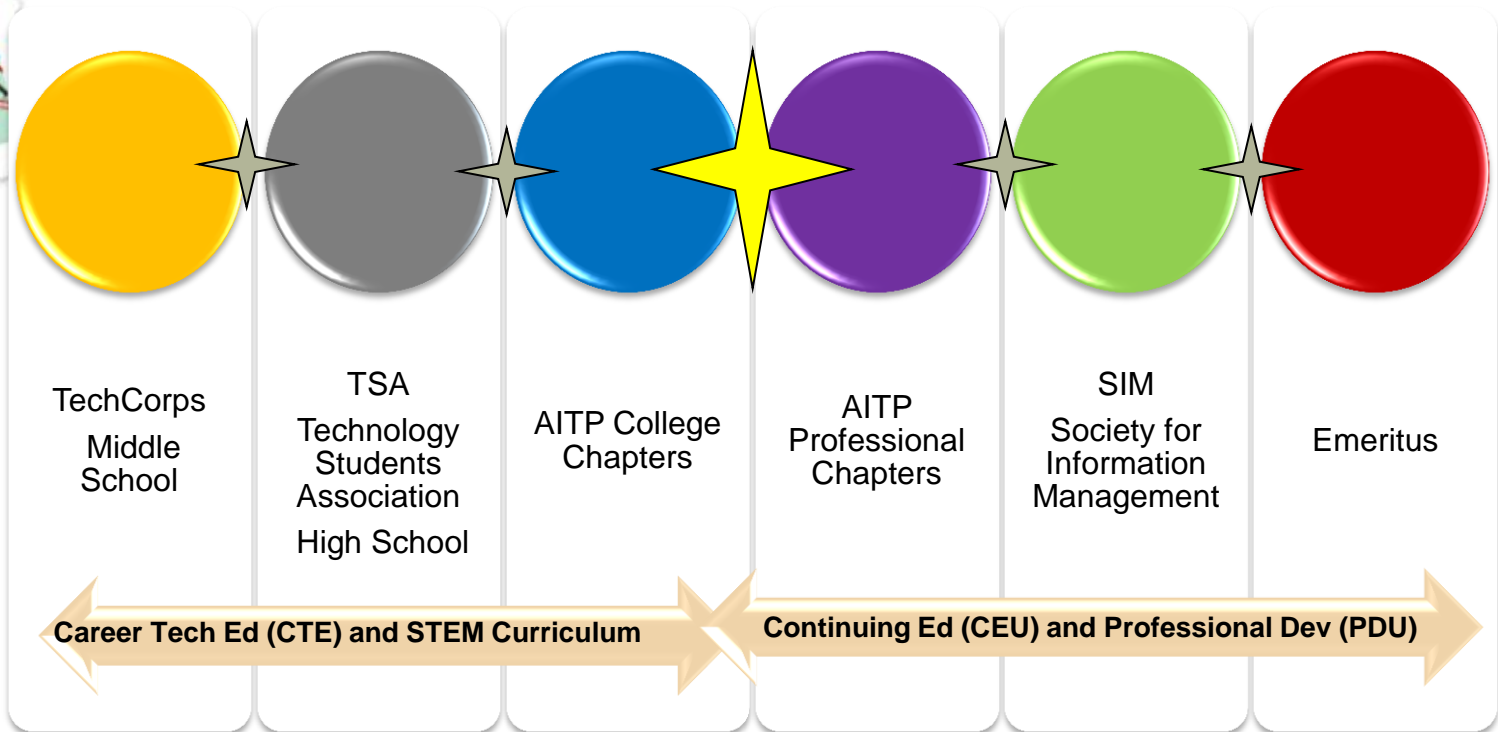 TechCorps
Middle
School
TSA
Technology
Students
Association
High School
AITP College
Chapters
AITP
Professional
Chapters
SIM
Society for
Information
Management
Emeritus
Career Tech Ed (CTE) and STEM Curriculum
Continuing Ed (CEU) and Professional Dev (PDU)